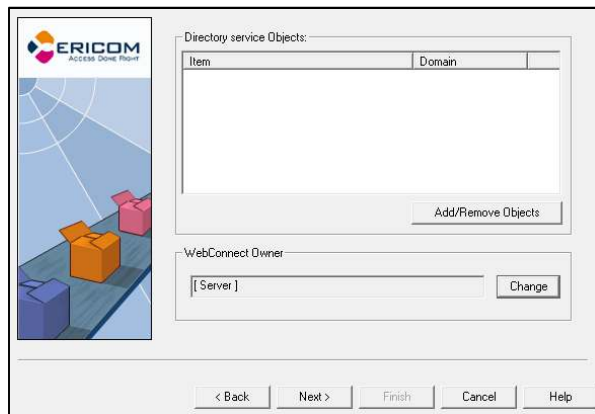 ERICOM
ACCESS DONE RIGHT
Directory service Objects:
Item Domain
Add/Remove Objects
WebConnect Owner
[ Server ]
Change
< Back Next > Finish Cancel Help